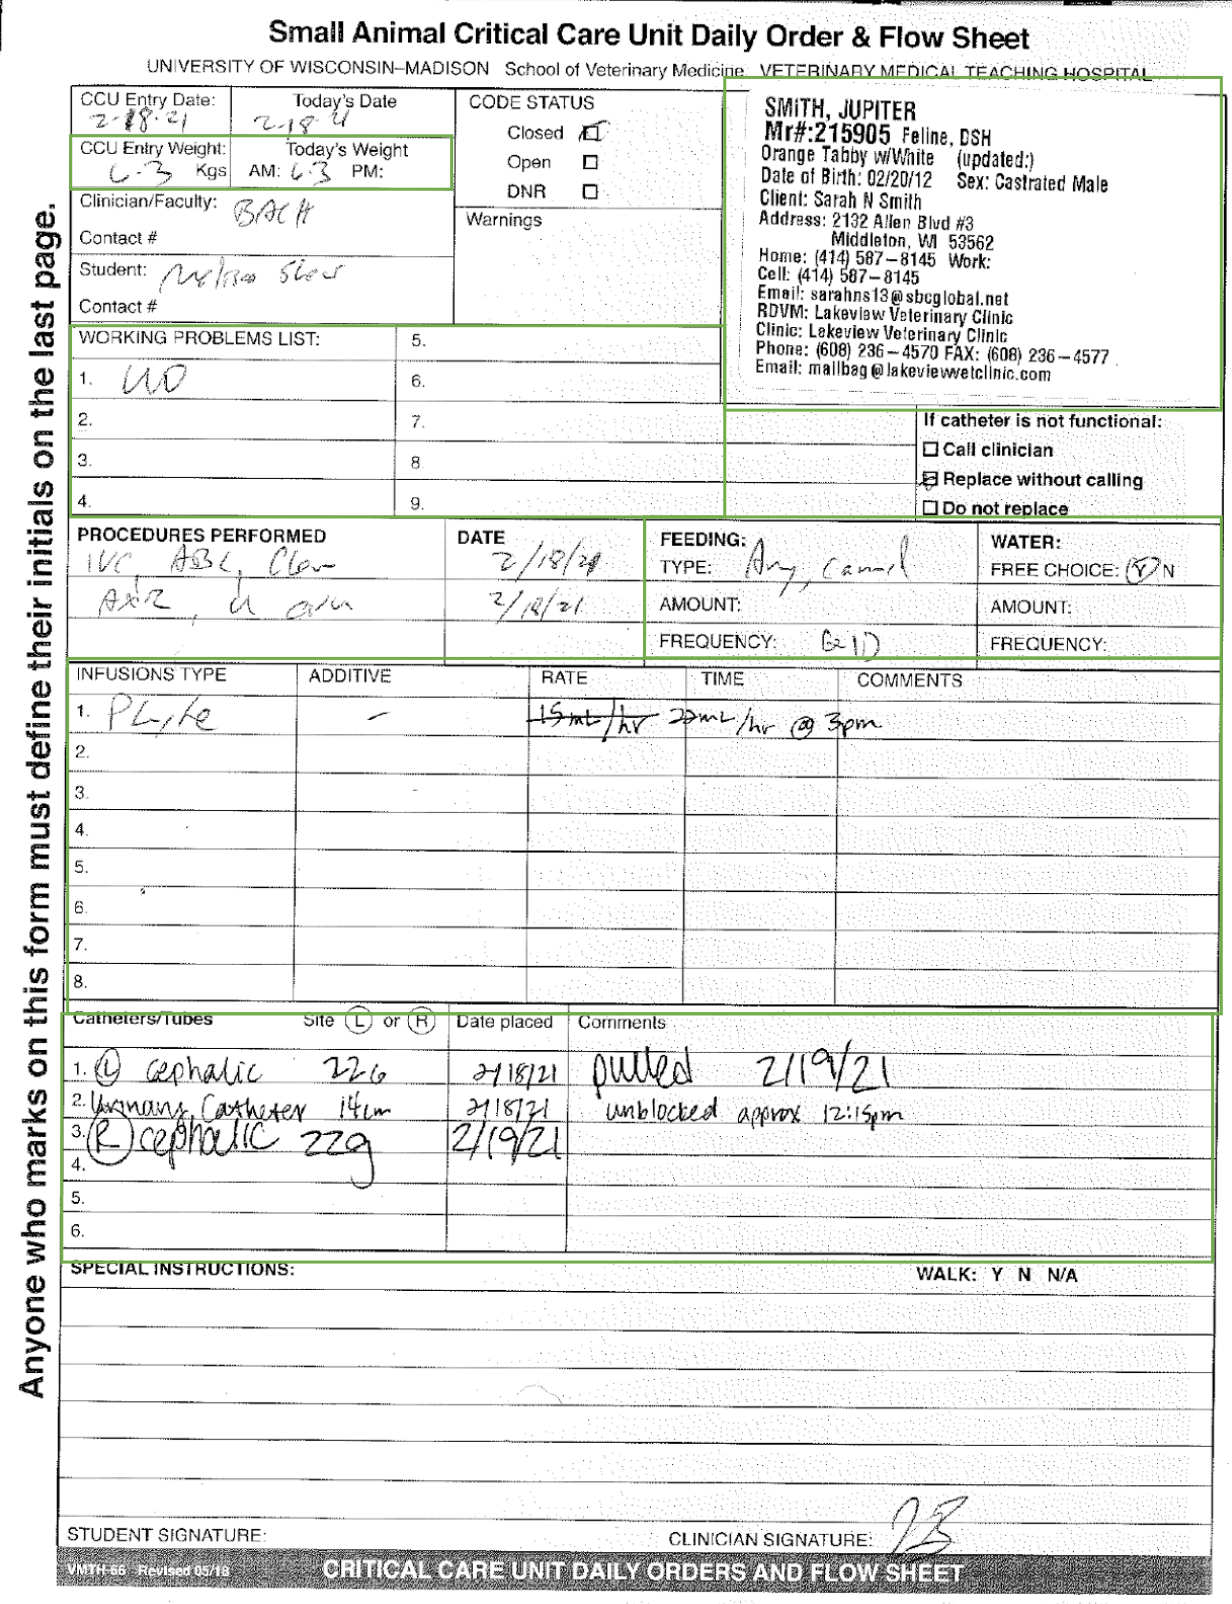 Small Animal Critical Care Unit Daily Order & Flow Sheet
UNIVERSITY OF WISCONSIN–MADISON School of Veterinary Medicine VETERINARY MEDICAL TEACHING HOSPITAL
Anyone who marks on this form must define their initials on the last page.
CCU Entry Date: 2-18-21
Today's Date 2-18-21
CCU Entry Weight: 6.3 Kgs
Today's Weight
AM: 6.3 PM:
Clinician/Faculty: BACH
Contact #
Student: Melissa
Contact #
CODE STATUS
Closed
Open
DNR
Warnings
SMITH, JUPITER
Mr#:215905 Feline, DSH
Orange Tabby w/White (updated:)
Date of Birth: 02/20/12 Sex: Castrated Male
Client: Sarah N Smith
Address: 2132 Allen Blvd #3
Middleton, WI 53562
Home: (414) 587-8145 Work:
Cell: (414) 587-8145
Email: sarahns13@sbcglobal.net
RDVM: Lakeview Veterinary Clinic
Clinic: Lakeview Veterinary Clinic
Phone: (608) 236-4570 FAX: (608) 236-4577
Email: mailbag@lakeviewvetclinic.com
WORKING PROBLEMS LIST:
1. UO
2.
3.
4.
5.
6.
7.
8
9.
If catheter is not functional:
Call clinician
Replace without calling
Do not replace
PROCEDURES PERFORMED DATE
IVC, 2/18/21
AXR, 2/18/21
FEEDING:
TYPE: Any, canned
AMOUNT:
FREQUENCY: BID
WATER:
FREE CHOICE: Y N
AMOUNT:
FREQUENCY:
INFUSIONS TYPE ADDITIVE RATE TIME COMMENTS
1. PLyte – 15mL/hr 22mL/hr @ 3pm
2.
3.
4.
5.
6.
7.
8.
Catheters/Tubes Site L or R Date placed Comments
1. L cephalic 22G 2/18/21 pulled 2/19/21
2. Urinary Catheter 14cm 2/18/21 unblocked approx 12:15pm
3. R cephalic 22g 2/19/21
4.
5.
6.
SPECIAL INSTRUCTIONS: WALK: Y N N/A
STUDENT SIGNATURE: CLINICIAN SIGNATURE:
VMTH-66 Revised 05/18 CRITICAL CARE UNIT DAILY ORDERS AND FLOW SHEET